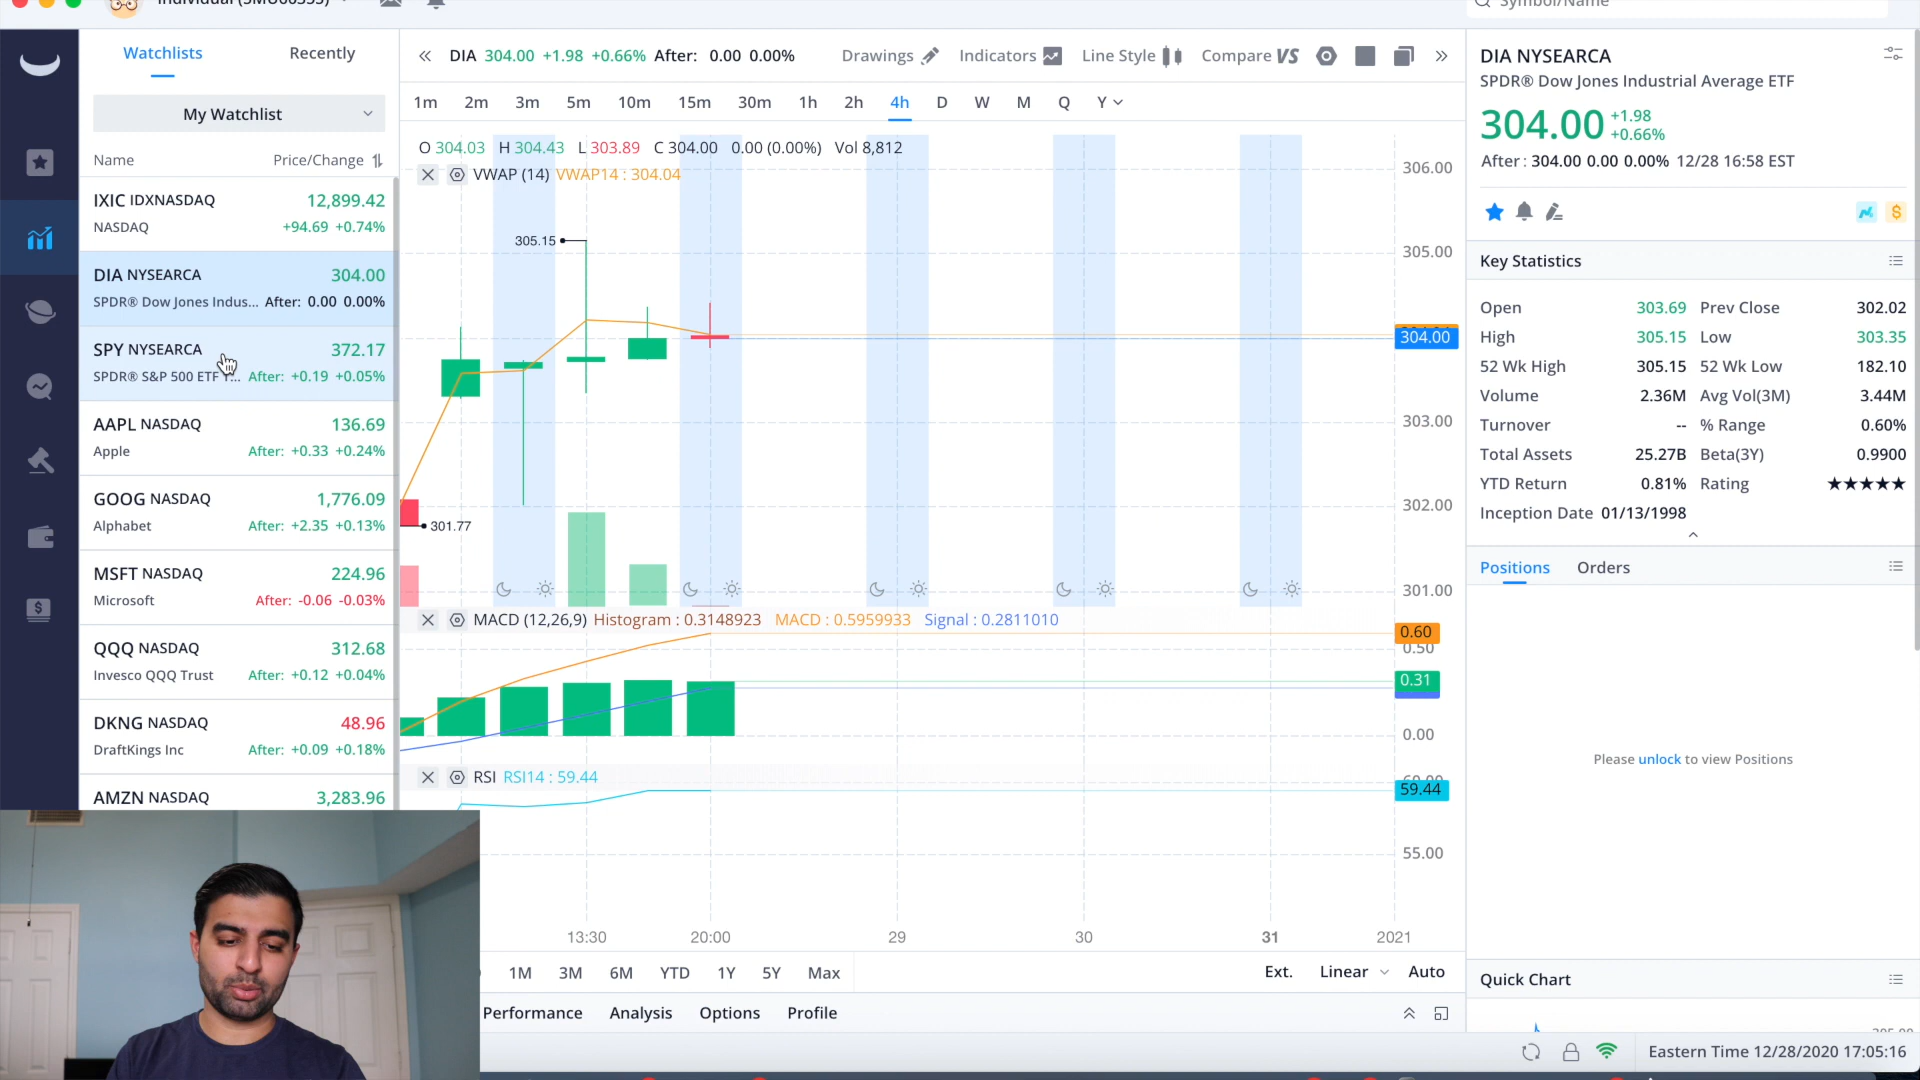 Watchlists Recently
My Watchlist
Name Price/Change
IXIC IDXNASDAQ 12,899.42
NASDAQ +94.69 +0.74%
DIA NYSEARCA 304.00
SPDR® Dow Jones Indus... After: 0.00 0.00%
SPY NYSEARCA 372.17
SPDR® S&P 500 ETF T... After: +0.19 +0.05%
AAPL NASDAQ 136.69
Apple After: +0.33 +0.24%
GOOG NASDAQ 1,776.09
Alphabet After: +2.35 +0.13%
MSFT NASDAQ 224.96
Microsoft After: -0.06 -0.03%
QQQ NASDAQ 312.68
Invesco QQQ Trust After: +0.12 +0.04%
DKNG NASDAQ 48.96
DraftKings Inc After: +0.09 +0.18%
AMZN NASDAQ 3,283.96
DIA 304.00 +1.98 +0.66% After: 0.00 0.00% Drawings Indicators Line Style Compare VS
1m 2m 3m 5m 10m 15m 30m 1h 2h 4h D W M Q Y
O 304.03 H 304.43 L 303.89 C 304.00 0.00 (0.00%) Vol 8,812
VWAP (14) VWAP14 : 304.04
306.00
305.15
305.00
304.00
303.00
302.00
301.77
301.00
MACD (12,26,9) Histogram : 0.3148923 MACD : 0.5959933 Signal : 0.2811010
0.60
0.50
0.31
0.00
RSI RSI14 : 59.44
60.00
59.44
55.00
13:30 20:00 29 30 31 2021
1M 3M 6M YTD 1Y 5Y Max Ext. Linear Auto
Performance Analysis Options Profile
Symbol/Name
DIA NYSEARCA
SPDR® Dow Jones Industrial Average ETF
304.00 +1.98
+0.66%
After : 304.00 0.00 0.00% 12/28 16:58 EST
Key Statistics
Open 303.69 Prev Close 302.02
High 305.15 Low 303.35
52 Wk High 305.15 52 Wk Low 182.10
Volume 2.36M Avg Vol(3M) 3.44M
Turnover -- % Range 0.60%
Total Assets 25.27B Beta(3Y) 0.9900
YTD Return 0.81% Rating ★★★★★
Inception Date 01/13/1998
Positions Orders
Please unlock to view Positions
Quick Chart
Eastern Time 12/28/2020 17:05:16